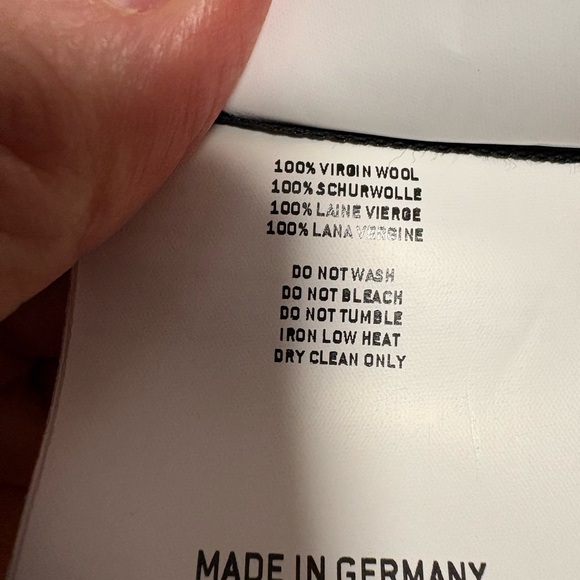 100% VIRGIN WOOL
100% SCHURWOLLE
100% LAINE VIERGE
100% LANA VERGINE
DO NOT WASH
DO NOT BLEACH
DO NOT TUMBLE
IRON LOW HEAT
DRY CLEAN ONLY
MADE IN GERMANY